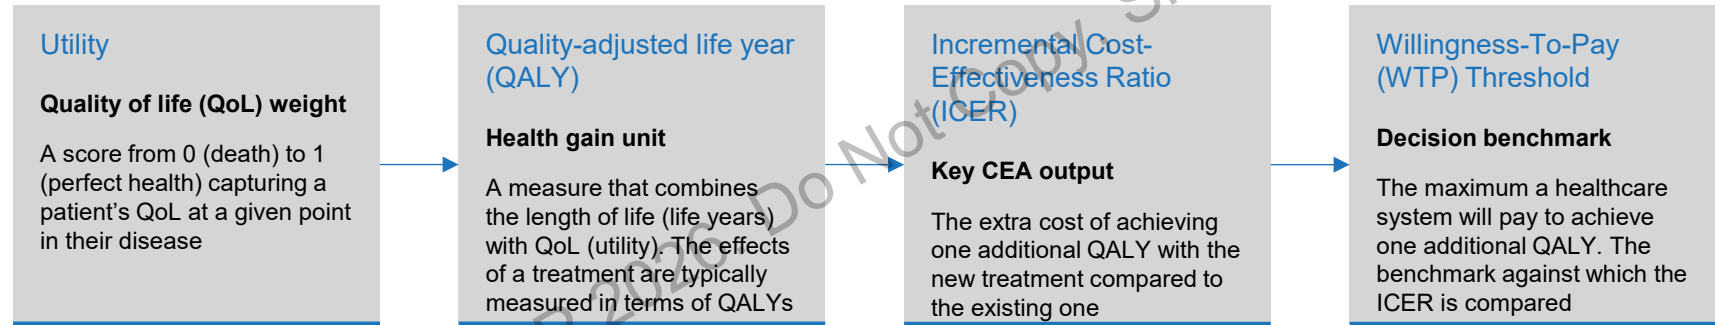 Utility
Quality of life (QoL) weight
A score from 0 (death) to 1
(perfect health) capturing a
patient's QoL at a given point
in their disease
Quality-adjusted life year
(QALY)
Health gain unit
A measure that combines
the length of life (life years)
with QoL (utility). The effects
of a treatment are typically
measured in terms of QALYs
Incremental Cost-
Effectiveness Ratio
(ICER)
Key CEA output
The extra cost of achieving
one additional QALY with the
new treatment compared to
the existing one
Willingness-To-Pay
(WTP) Threshold
Decision benchmark
The maximum a healthcare
system will pay to achieve
one additional QALY. The
benchmark against which the
ICER is compared
2026 Do Not Copy.